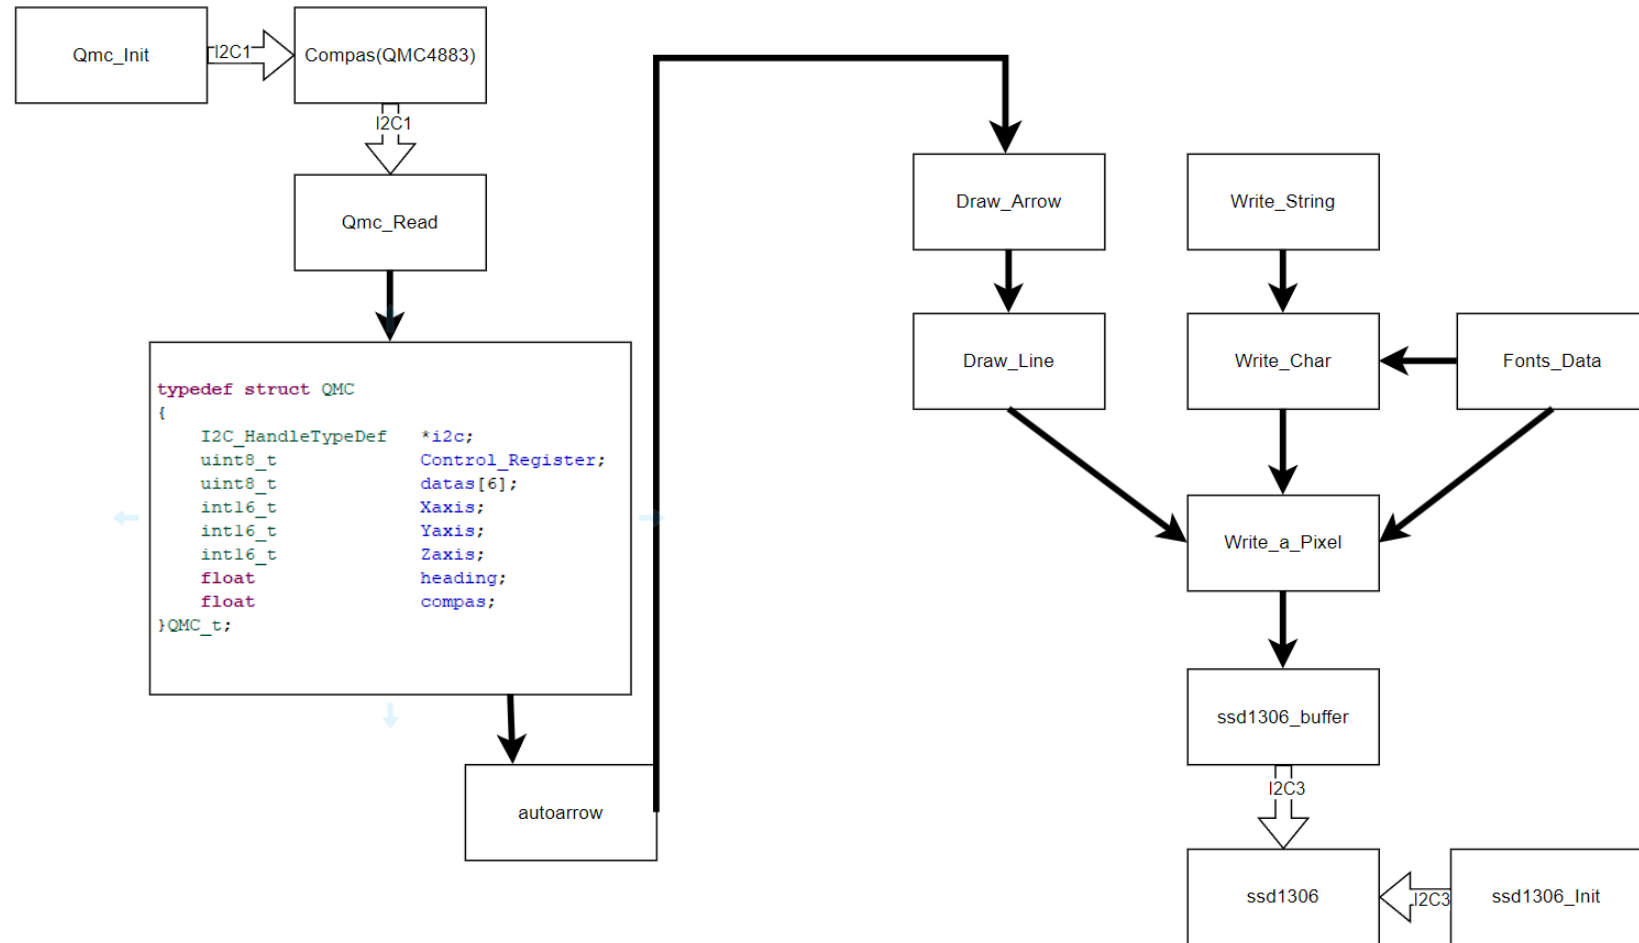 Qmc_Init
I2C1
Compas(QMC4883)
I2C1
Qmc_Read
typedef struct QMC
{
I2C_HandleTypeDef *i2c;
uint8_t Control_Register;
uint8_t datas[6];
int16_t Xaxis;
int16_t Yaxis;
int16_t Zaxis;
float heading;
float compas;
}QMC_t;
autoarrow
Draw_Arrow
Draw_Line
Write_String
Write_Char
Fonts_Data
Write_a_Pixel
ssd1306_buffer
I2C3
ssd1306
I2C3
ssd1306_Init